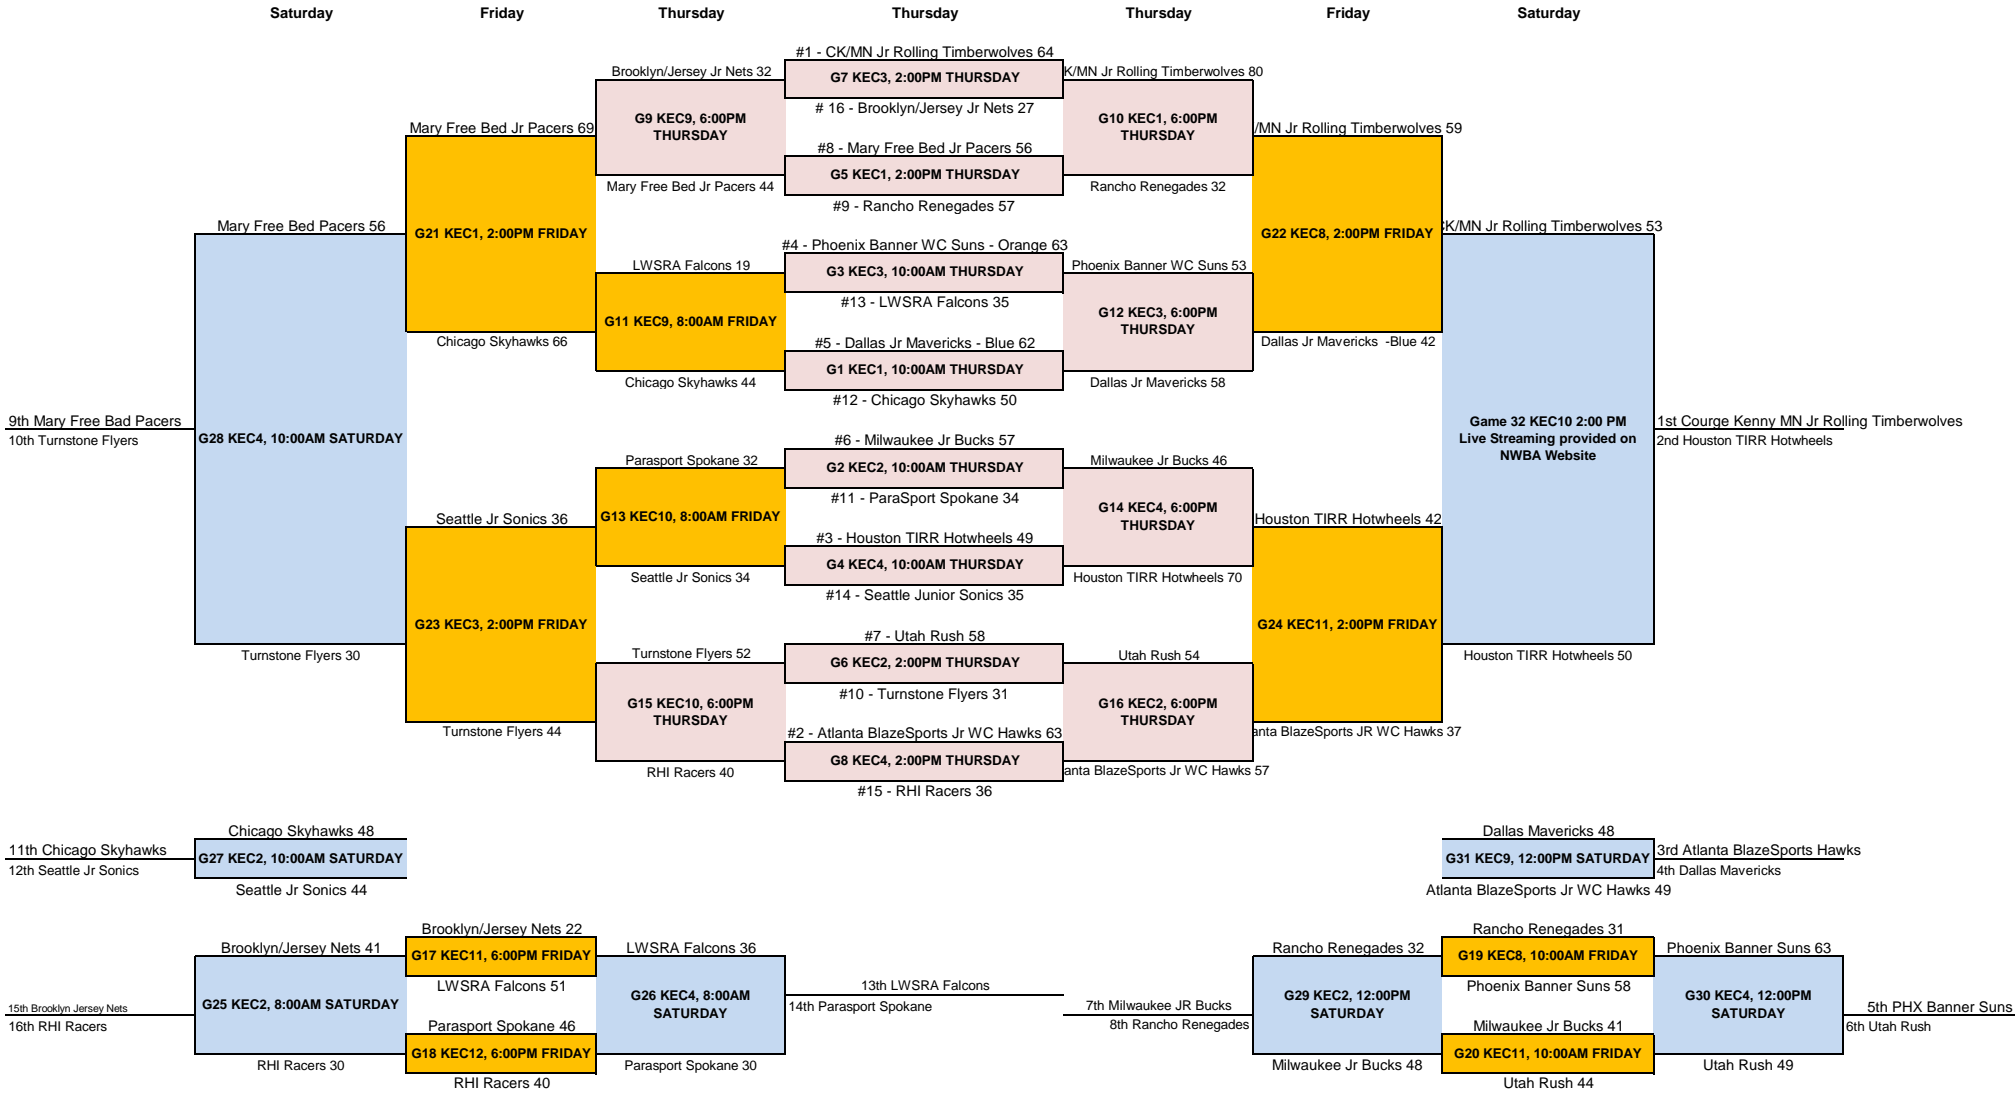 Saturday Friday Thursday Thursday Thursday Friday Saturday
#1 - CK/MN Jr Rolling Timberwolves 64
Brooklyn/Jersey Jr Nets 32
G7 KEC3, 2:00PM THURSDAY
K/MN Jr Rolling Timberwolves 80
# 16 - Brooklyn/Jersey Jr Nets 27
G9 KEC9, 6:00PM
THURSDAY
G10 KEC1, 6:00PM
THURSDAY
Mary Free Bed Jr Pacers 69
/MN Jr Rolling Timberwolves 59
#8 - Mary Free Bed Jr Pacers 56
G5 KEC1, 2:00PM THURSDAY
Mary Free Bed Jr Pacers 44
Rancho Renegades 32
#9 - Rancho Renegades 57
Mary Free Bed Pacers 56
G21 KEC1, 2:00PM FRIDAY
G22 KEC8, 2:00PM FRIDAY
K/MN Jr Rolling Timberwolves 53
#4 - Phoenix Banner WC Suns - Orange 63
LWSRA Falcons 19
G3 KEC3, 10:00AM THURSDAY
Phoenix Banner WC Suns 53
#13 - LWSRA Falcons 35
G11 KEC9, 8:00AM FRIDAY
G12 KEC3, 6:00PM
THURSDAY
Chicago Skyhawks 66
#5 - Dallas Jr Mavericks - Blue 62
Dallas Jr Mavericks -Blue 42
G1 KEC1, 10:00AM THURSDAY
Chicago Skyhawks 44
Dallas Jr Mavericks 58
#12 - Chicago Skyhawks 50
9th Mary Free Bad Pacers
10th Turnstone Flyers
G28 KEC4, 10:00AM SATURDAY
Game 32 KEC10 2:00 PM
Live Streaming provided on
NWBA Website
1st Courge Kenny MN Jr Rolling Timberwolves
2nd Houston TIRR Hotwheels
#6 - Milwaukee Jr Bucks 57
Parasport Spokane 32
G2 KEC2, 10:00AM THURSDAY
Milwaukee Jr Bucks 46
#11 - ParaSport Spokane 34
Seattle Jr Sonics 36
G13 KEC10, 8:00AM FRIDAY
G14 KEC4, 6:00PM
THURSDAY
Houston TIRR Hotwheels 42
#3 - Houston TIRR Hotwheels 49
G4 KEC4, 10:00AM THURSDAY
Seattle Jr Sonics 34
Houston TIRR Hotwheels 70
#14 - Seattle Junior Sonics 35
G23 KEC3, 2:00PM FRIDAY
G24 KEC11, 2:00PM FRIDAY
#7 - Utah Rush 58
Turnstone Flyers 30
Turnstone Flyers 52
G6 KEC2, 2:00PM THURSDAY
Utah Rush 54
Houston TIRR Hotwheels 50
#10 - Turnstone Flyers 31
G15 KEC10, 6:00PM
THURSDAY
G16 KEC2, 6:00PM
THURSDAY
Turnstone Flyers 44
#2 - Atlanta BlazeSports Jr WC Hawks 63
anta BlazeSports JR WC Hawks 37
G8 KEC4, 2:00PM THURSDAY
RHI Racers 40
anta BlazeSports Jr WC Hawks 57
#15 - RHI Racers 36
Chicago Skyhawks 48
Dallas Mavericks 48
11th Chicago Skyhawks
12th Seattle Jr Sonics
G27 KEC2, 10:00AM SATURDAY
G31 KEC9, 12:00PM SATURDAY
3rd Atlanta BlazeSports Hawks
4th Dallas Mavericks
Seattle Jr Sonics 44
Atlanta BlazeSports Jr WC Hawks 49
Brooklyn/Jersey Nets 22
Rancho Renegades 31
Brooklyn/Jersey Nets 41
G17 KEC11, 6:00PM FRIDAY
LWSRA Falcons 36
Rancho Renegades 32
G19 KEC8, 10:00AM FRIDAY
Phoenix Banner Suns 63
LWSRA Falcons 51
Phoenix Banner Suns 58
13th LWSRA Falcons
14th Parasport Spokane
15th Brooklyn Jersey Nets
16th RHI Racers
G25 KEC2, 8:00AM SATURDAY
G26 KEC4, 8:00AM
SATURDAY
7th Milwaukee JR Bucks
8th Rancho Renegades
G29 KEC2, 12:00PM
SATURDAY
G30 KEC4, 12:00PM
SATURDAY
5th PHX Banner Suns
6th Utah Rush
Parasport Spokane 46
Milwaukee Jr Bucks 41
G18 KEC12, 6:00PM FRIDAY
G20 KEC11, 10:00AM FRIDAY
RHI Racers 30
Parasport Spokane 30
Milwaukee Jr Bucks 48
Utah Rush 49
RHI Racers 40
Utah Rush 44